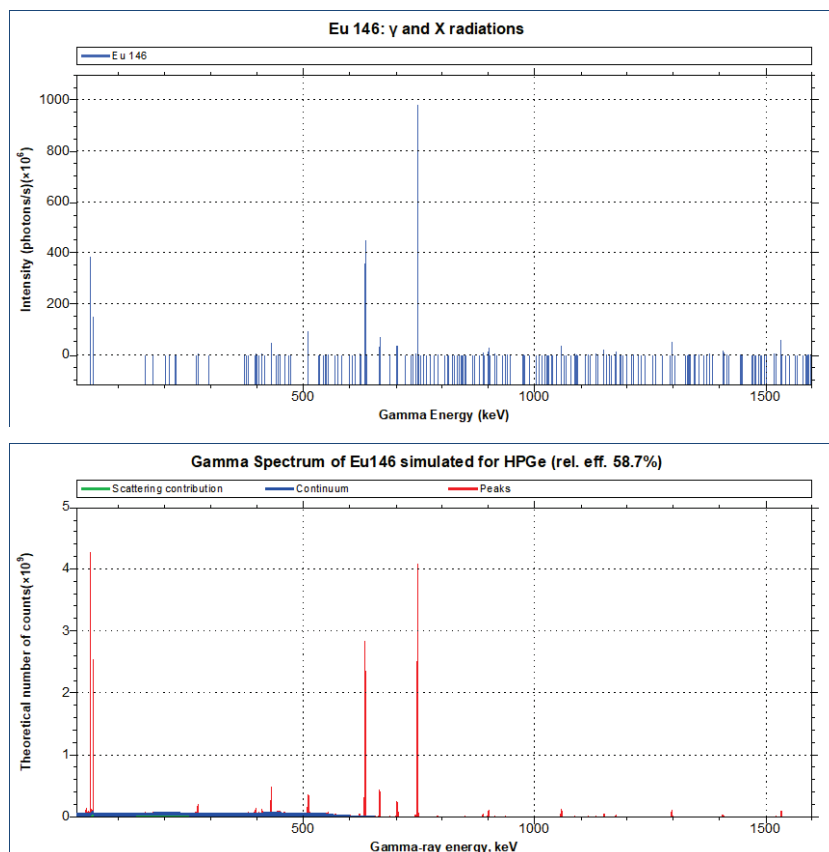 Eu 146: γ and X radiations
Eu 146
Intensity (photons/s)(×10⁶)
1000
800
600
400
200
0
500
1000
1500
Gamma Energy (keV)
Gamma Spectrum of Eu146 simulated for HPGe (rel. eff. 58.7%)
Scattering contribution Continuum Peaks
Theoretical number of counts(×10⁹)
5
4
3
2
1
0
500
1000
1500
Gamma-ray energy, keV